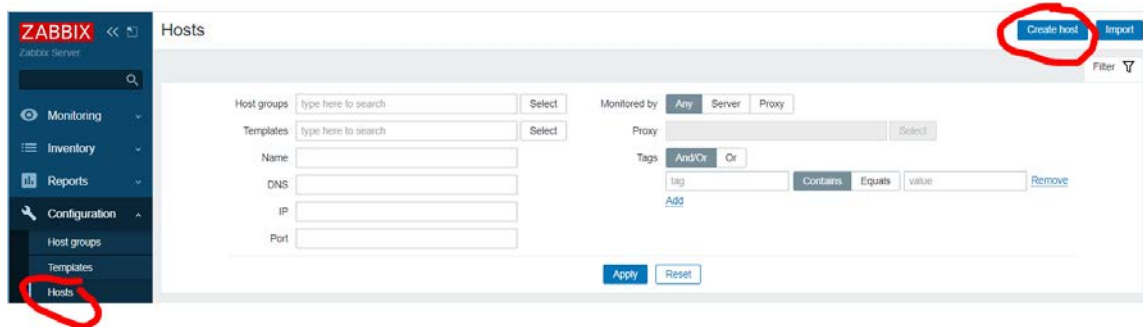 ZABBIX
Zabbix Server
Hosts
Create host
Import
Filter
Monitoring
Inventory
Reports
Configuration
Host groups
Templates
Hosts
Host groups type here to search Select
Templates type here to search Select
Name
DNS
IP
Port
Monitored by Any Server Proxy
Proxy Select
Tags And/Or Or
tag Contains Equals value Remove
Add
Apply Reset